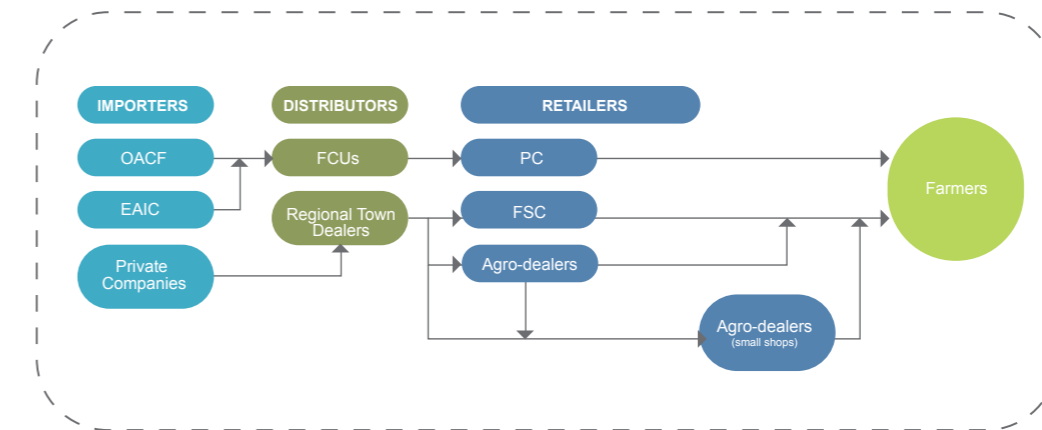 IMPORTERS
DISTRIBUTORS
RETAILERS
OACF
FCUs
PC
EAIC
Regional Town
Dealers
FSC
Farmers
Private
Companies
Agro-dealers
Agro-dealers
(small shops)